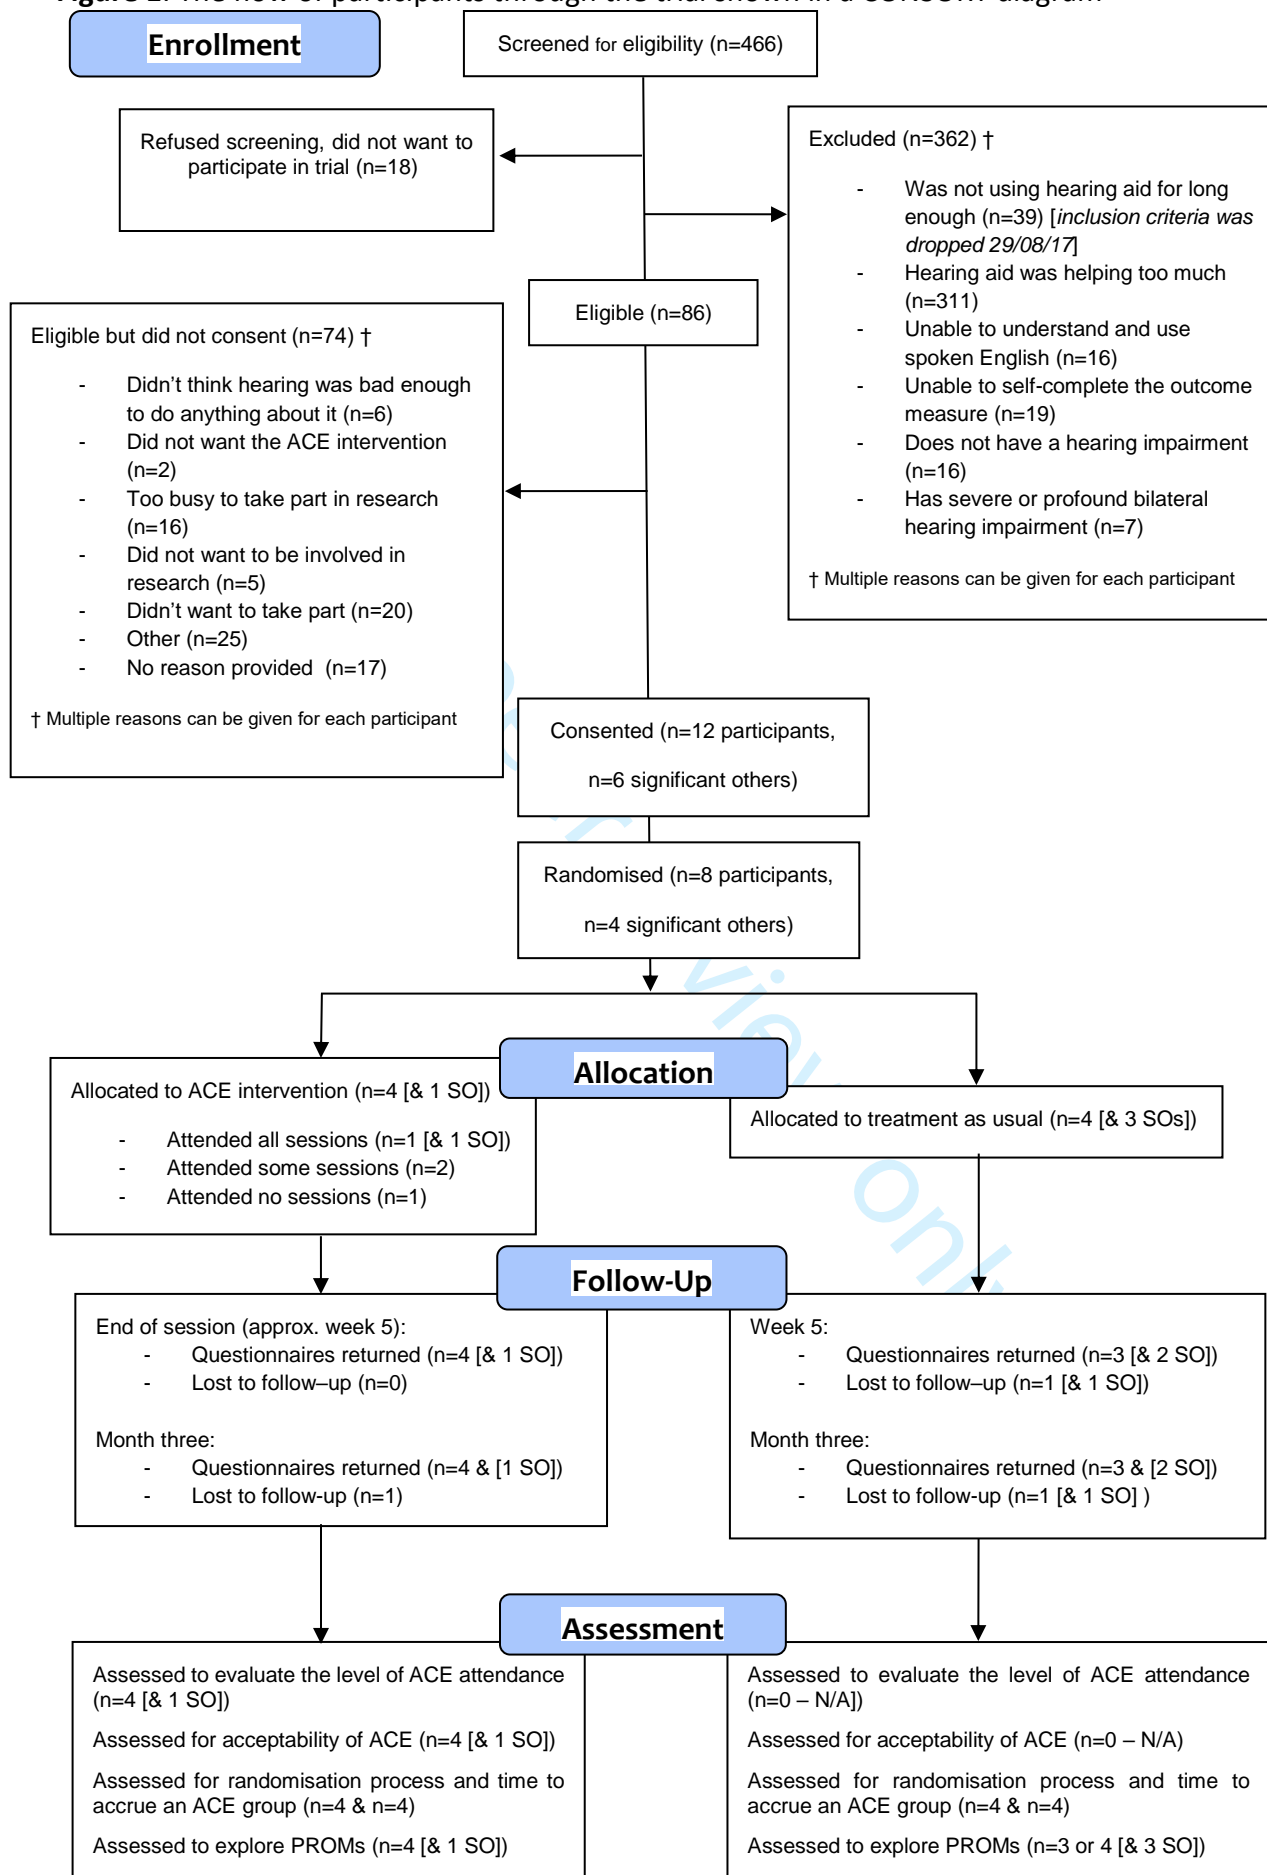 Figure 1. The flow of participants through the trial shown in a CONSORT diagram
Enrollment
Screened for eligibility (n=466)
Refused screening, did not want to
participate in trial (n=18)
Excluded (n=362) †
- Was not using hearing aid for long
enough (n=39) [inclusion criteria was
dropped 29/08/17]
- Hearing aid was helping too much
(n=311)
- Unable to understand and use
spoken English (n=16)
- Unable to self-complete the outcome
measure (n=19)
- Does not have a hearing impairment
(n=16)
- Has severe or profound bilateral
hearing impairment (n=7)
† Multiple reasons can be given for each participant
Eligible (n=86)
Eligible but did not consent (n=74) †
- Didn’t think hearing was bad enough
to do anything about it (n=6)
- Did not want the ACE intervention
(n=2)
- Too busy to take part in research
(n=16)
- Did not want to be involved in
research (n=5)
- Didn’t want to take part (n=20)
- Other (n=25)
- No reason provided (n=17)
† Multiple reasons can be given for each participant
Consented (n=12 participants,
n=6 significant others)
Randomised (n=8 participants,
n=4 significant others)
Allocation
Allocated to ACE intervention (n=4 [& 1 SO])
- Attended all sessions (n=1 [& 1 SO])
- Attended some sessions (n=2)
- Attended no sessions (n=1)
Allocated to treatment as usual (n=4 [& 3 SOs])
Follow-Up
End of session (approx. week 5):
- Questionnaires returned (n=4 [& 1 SO])
- Lost to follow–up (n=0)
Month three:
- Questionnaires returned (n=4 & [1 SO])
- Lost to follow-up (n=1)
Week 5:
- Questionnaires returned (n=3 [& 2 SO])
- Lost to follow–up (n=1 [& 1 SO])
Month three:
- Questionnaires returned (n=3 & [2 SO])
- Lost to follow-up (n=1 [& 1 SO] )
Assessment
Assessed to evaluate the level of ACE attendance
(n=4 [& 1 SO])
Assessed for acceptability of ACE (n=4 [& 1 SO])
Assessed for randomisation process and time to
accrue an ACE group (n=4 & n=4)
Assessed to explore PROMs (n=4 [& 1 SO])
Assessed to evaluate the level of ACE attendance
(n=0 – N/A])
Assessed for acceptability of ACE (n=0 – N/A)
Assessed for randomisation process and time to
accrue an ACE group (n=4 & n=4)
Assessed to explore PROMs (n=3 or 4 [& 3 SO])
view only